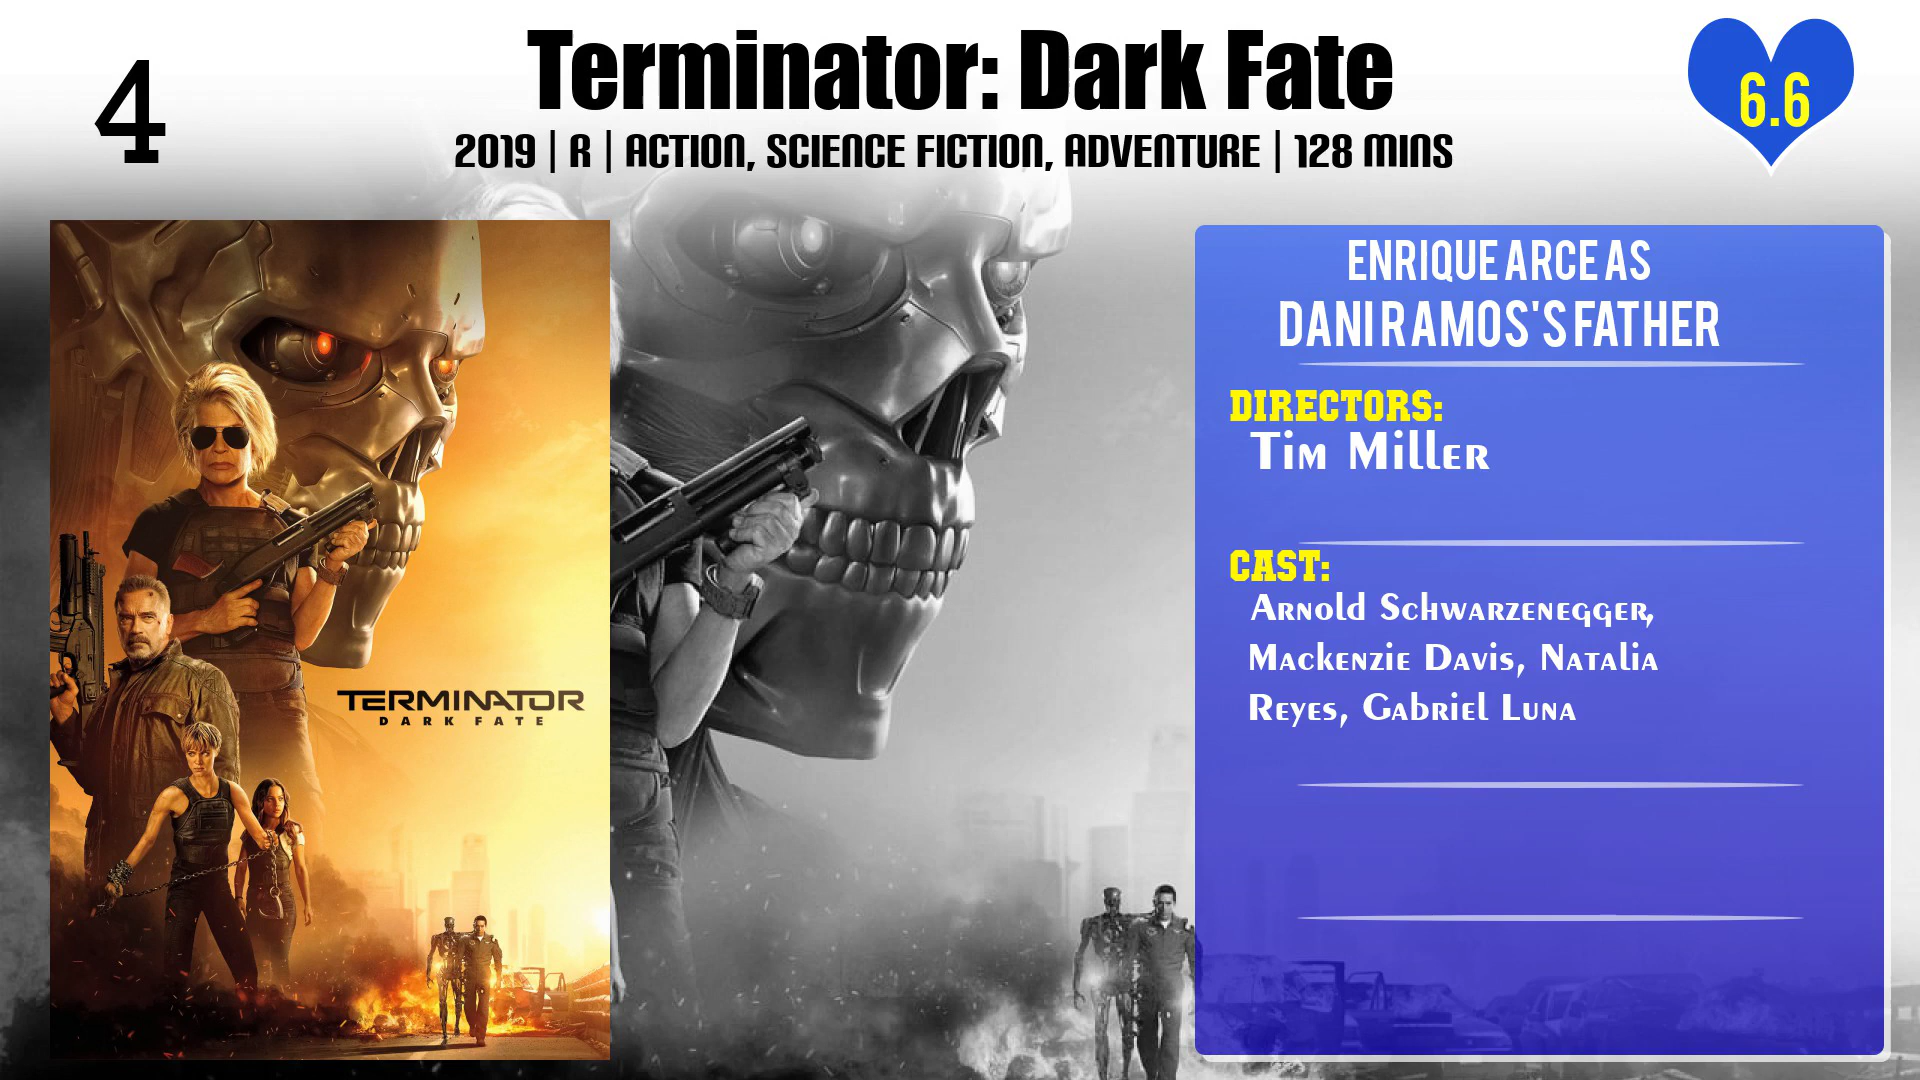 4
Terminator: Dark Fate
2019 | R | ACTION, SCIENCE FICTION, ADVENTURE | 128 MINS
6.6
TERMINATOR
DARK FATE
ENRIQUE ARCE AS
DANI RAMOS'S FATHER
DIRECTORS:
Tim Miller
CAST:
Arnold Schwarzenegger,
Mackenzie Davis, Natalia
Reyes, Gabriel Luna